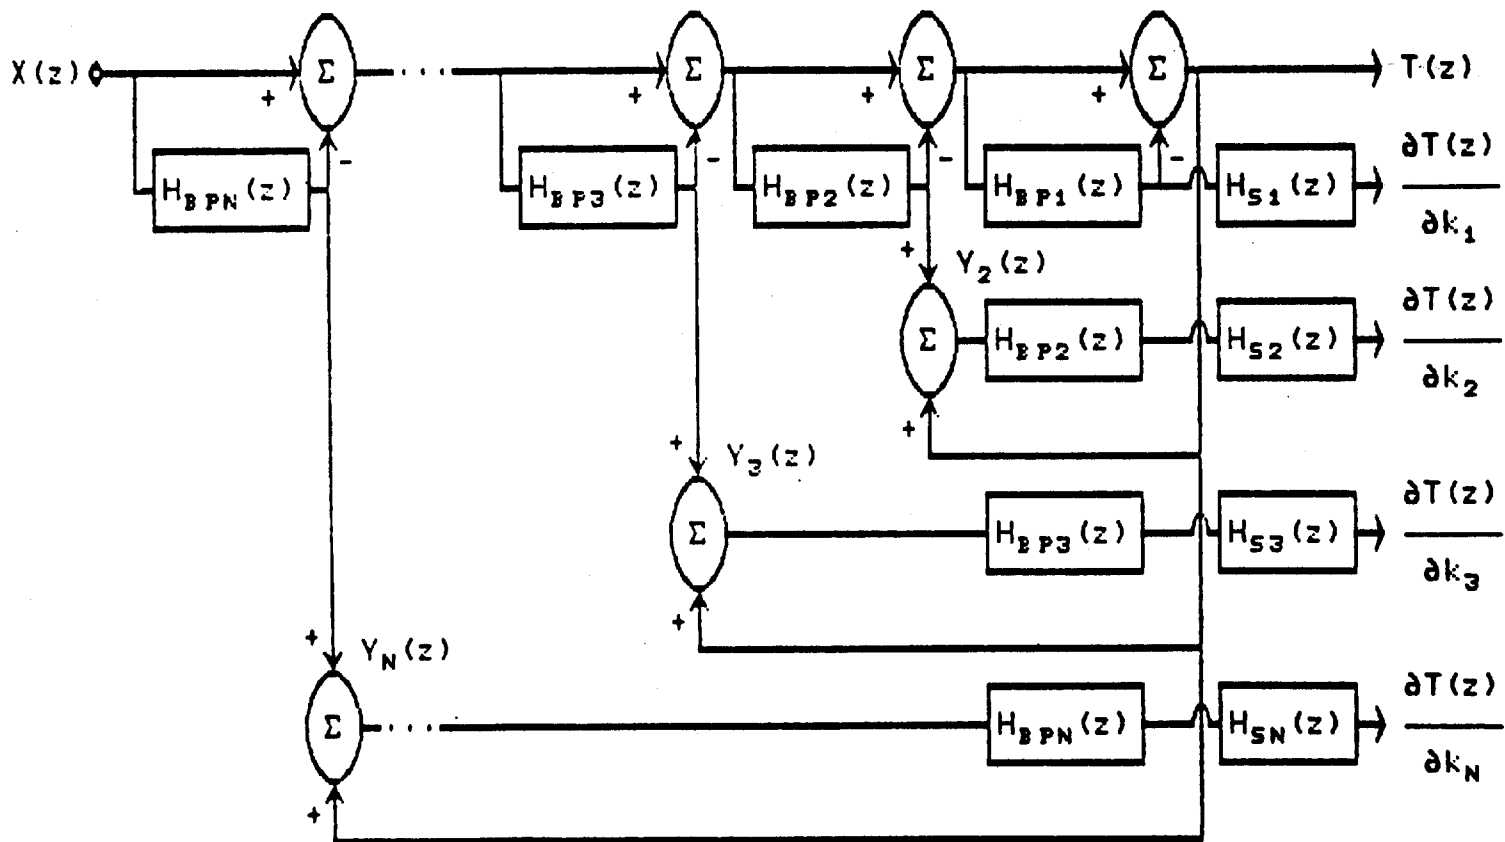 X(z) Σ . . . . Σ Σ Σ T(z)
+ + + +
- - - -
H_BPN(z) H_BP3(z) H_BP2(z) H_BP1(z) H_S1(z) ∂T(z)
∂k_1
+ Y_2(z)
Σ H_BP2(z) H_S2(z) ∂T(z)
∂k_2
+
+ Y_3(z)
Σ H_BP3(z) H_S3(z) ∂T(z)
∂k_3
+
+ Y_N(z)
Σ . . . . H_BPN(z) H_SN(z) ∂T(z)
∂k_N
+